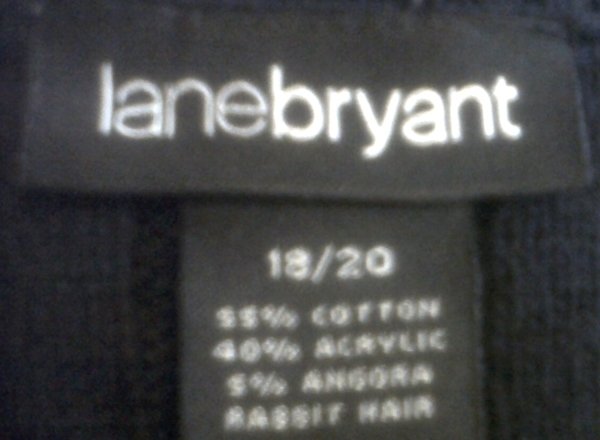 lanebryant
18/20
55% COTTON
40% ACRYLIC
5% ANGORA
RABBIT HAIR